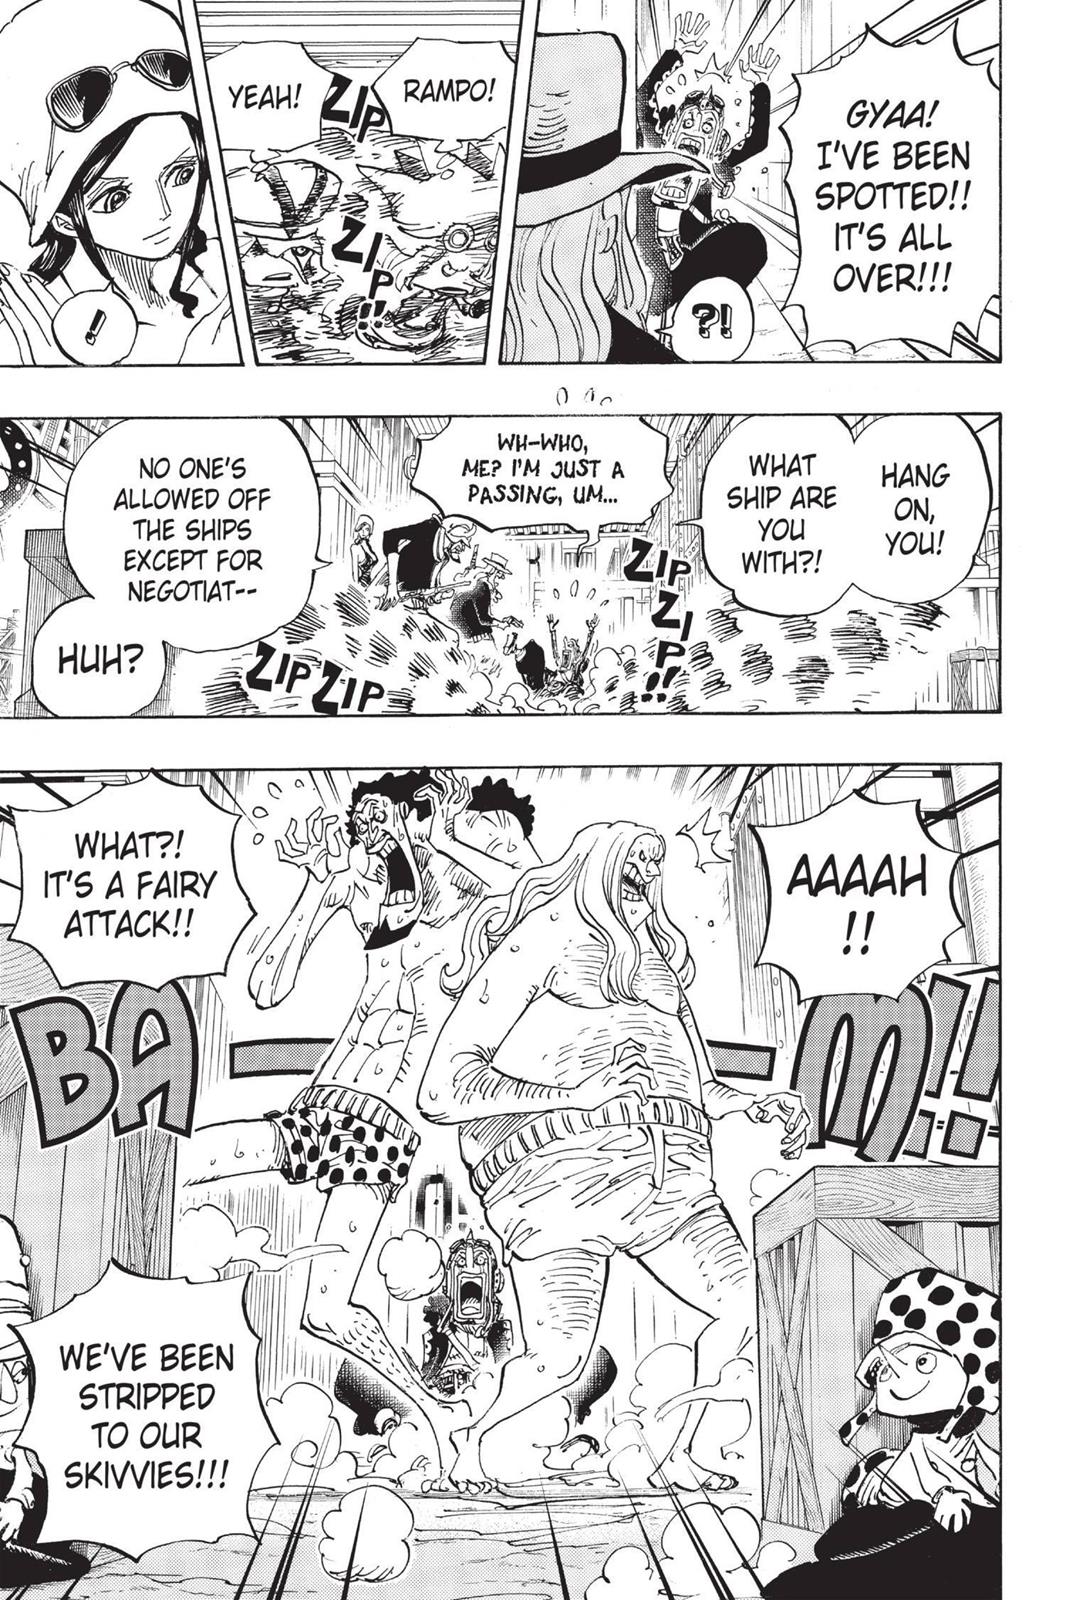 GYAA!
I'VE BEEN
SPOTTED!!
IT'S ALL
OVER!!!
?!
RAMPO!
ZIP
YEAH!
ZIP!!
!
HANG
ON,
YOU!
WHAT
SHIP ARE
YOU
WITH?!
WH-WHO,
ME? I'M JUST A
PASSING, UM...
ZIP
ZIP!!
NO ONE'S
ALLOWED OFF
THE SHIPS
EXCEPT FOR
NEGOTIAT--
HUH?
ZIP ZIP
AAAAH
!!
WHAT?!
IT'S A FAIRY
ATTACK!!
BA—M!!
WE'VE BEEN
STRIPPED
TO OUR
SKIVVIES!!!